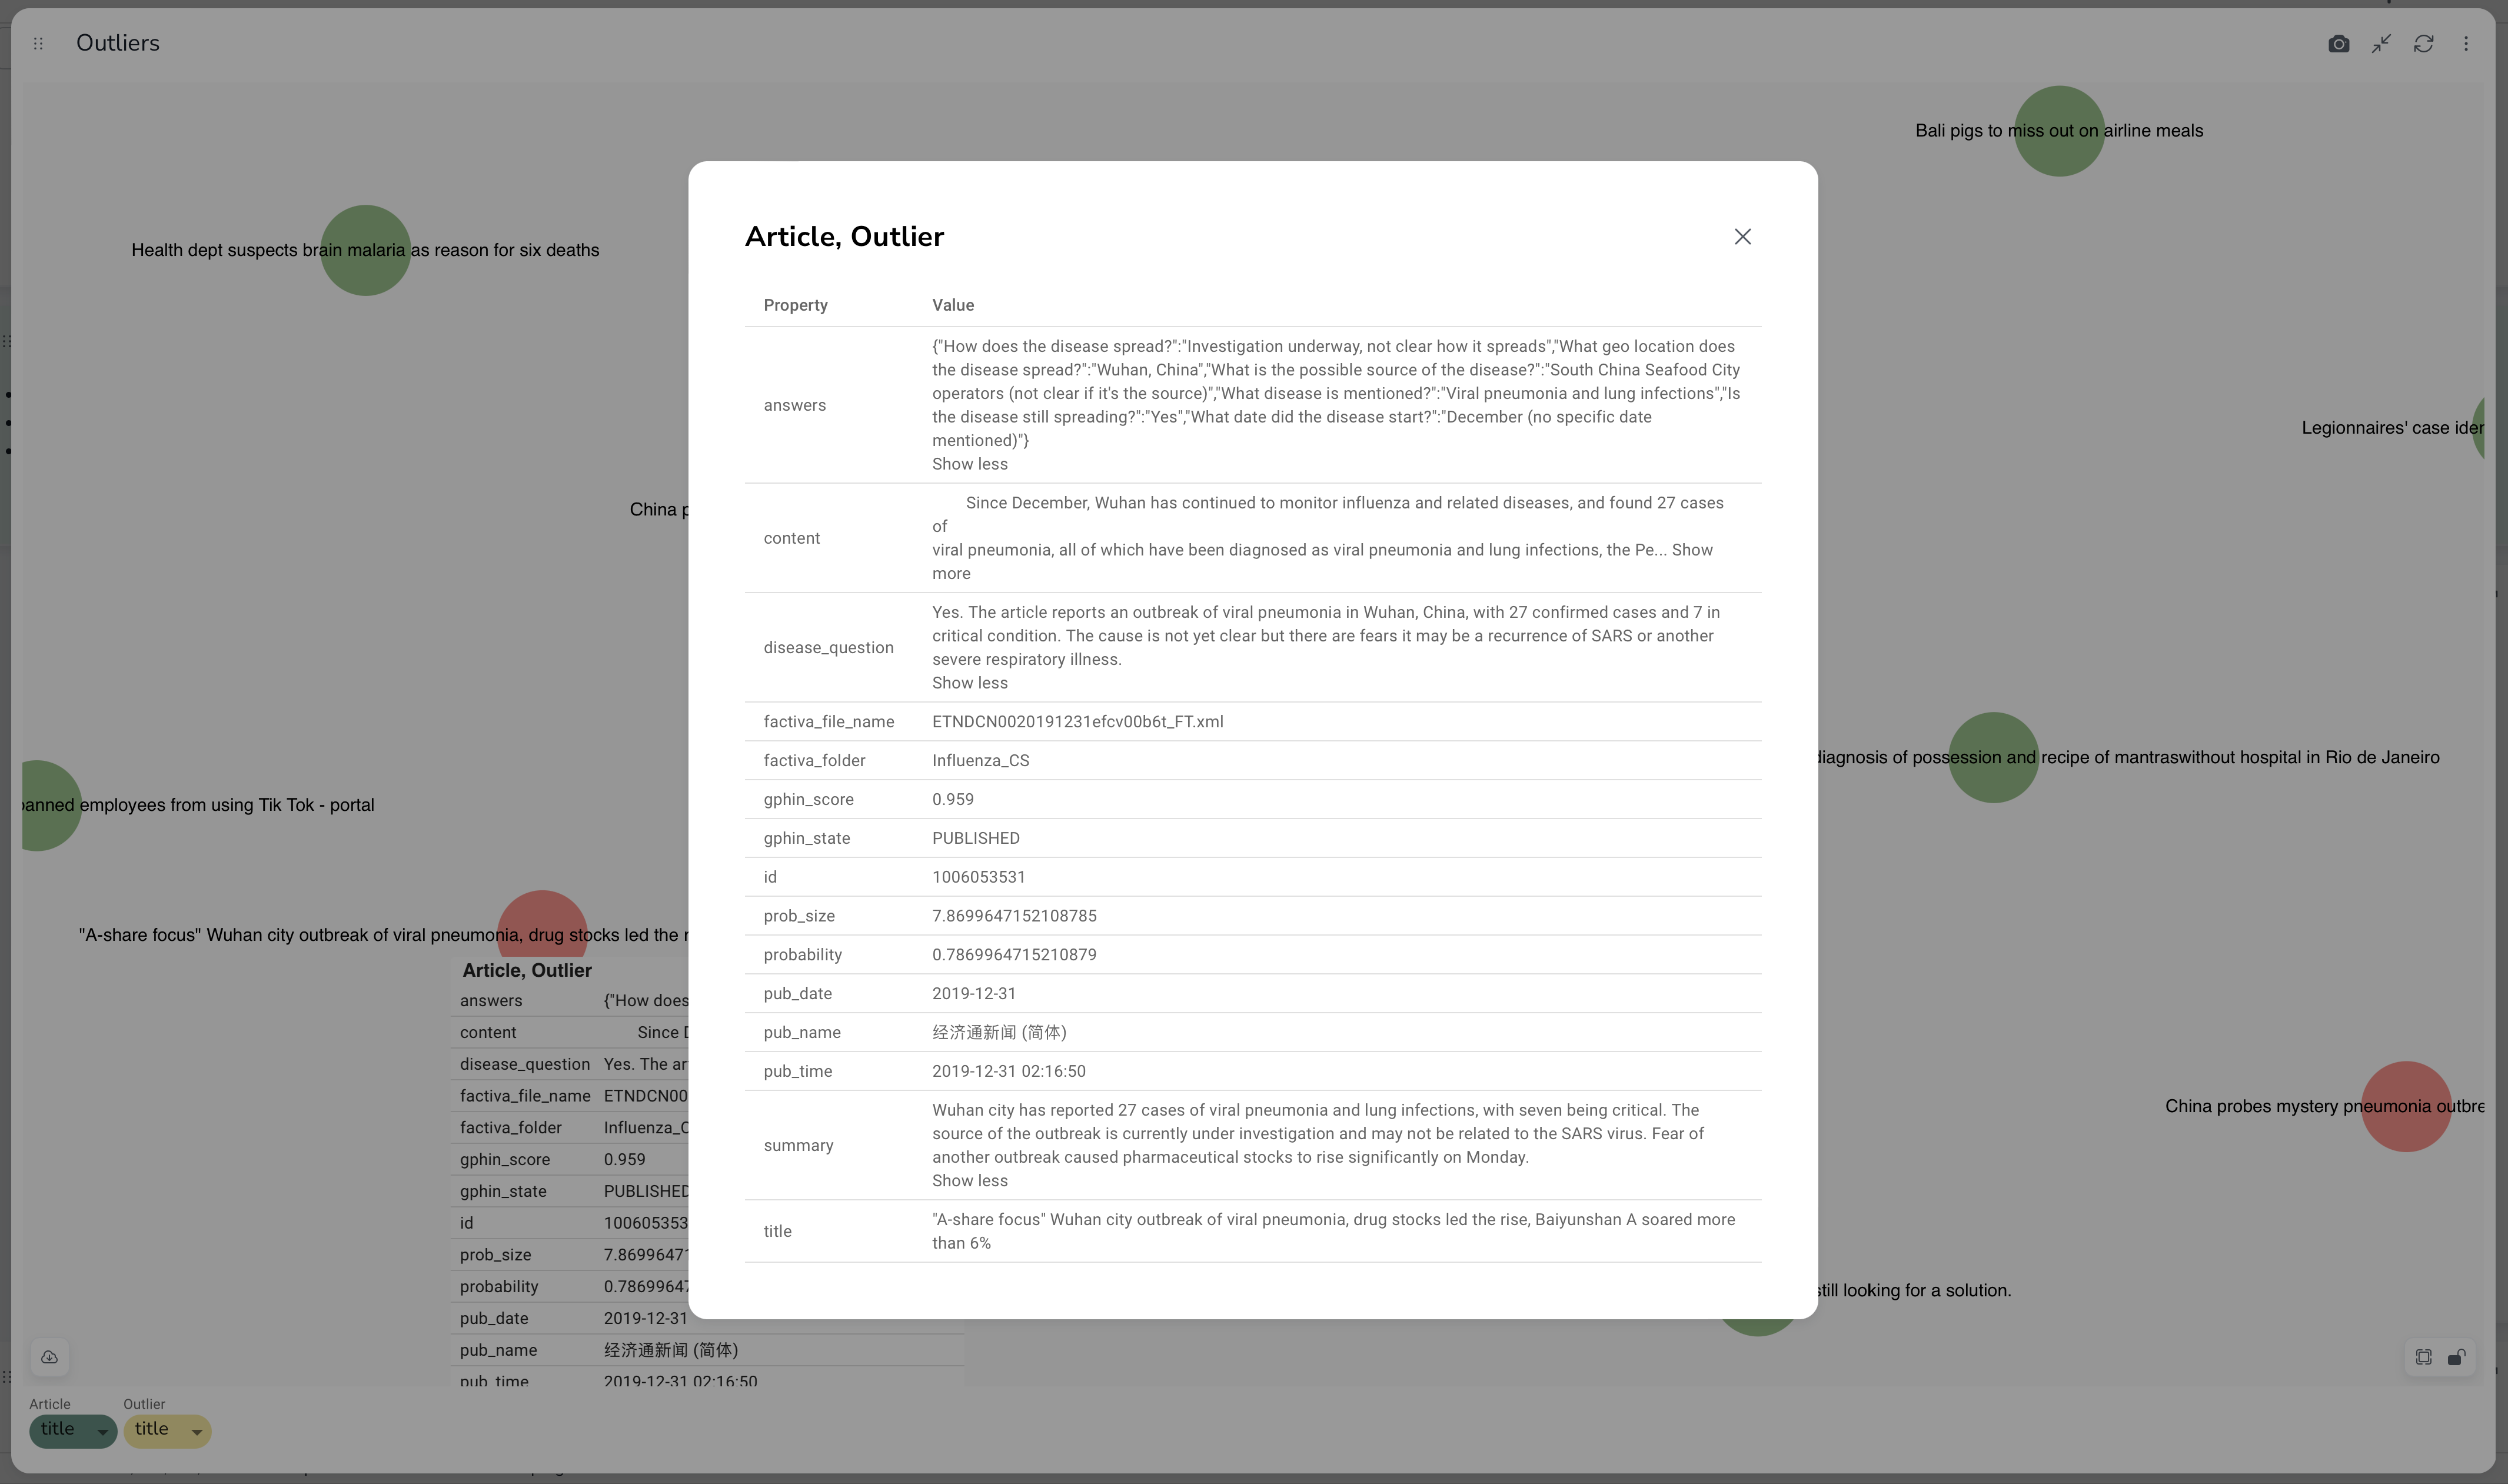 Outliers
Bali pigs to miss out on airline meals
Health dept suspects brain malaria as reason for six deaths
Legionnaires' case
China
employees from using Tik Tok - portal
of possession and recipe of mantraswithout hospital in Rio de Janeiro
"A-share focus" Wuhan city outbreak of viral pneumonia, drug stocks led the
China probes mystery pneumonia
still looking for a solution.
Article, Outlier
Property Value
answers
{"How does the disease spread?":"Investigation underway, not clear how it spreads","What geo location does
the disease spread?":"Wuhan, China","What is the possible source of the disease?":"South China Seafood City
operators (not clear if it's the source)","What disease is mentioned?":"Viral pneumonia and lung infections","Is
the disease still spreading?":"Yes","What date did the disease start?":"December (no specific date
mentioned)"}
Show less
content
Since December, Wuhan has continued to monitor influenza and related diseases, and found 27 cases
of
viral pneumonia, all of which have been diagnosed as viral pneumonia and lung infections, the Pe... Show
more
disease_question
Yes. The article reports an outbreak of viral pneumonia in Wuhan, China, with 27 confirmed cases and 7 in
critical condition. The cause is not yet clear but there are fears it may be a recurrence of SARS or another
severe respiratory illness.
Show less
factiva_file_name ETNDCN0020191231efcv00b6t_FT.xml
factiva_folder Influenza_CS
gphin_score 0.959
gphin_state PUBLISHED
id 1006053531
prob_size 7.8699647152108785
probability 0.7869964715210879
pub_date 2019-12-31
pub_name 经济通新闻 (简体)
pub_time 2019-12-31 02:16:50
summary
Wuhan city has reported 27 cases of viral pneumonia and lung infections, with seven being critical. The
source of the outbreak is currently under investigation and may not be related to the SARS virus. Fear of
another outbreak caused pharmaceutical stocks to rise significantly on Monday.
Show less
title
"A-share focus" Wuhan city outbreak of viral pneumonia, drug stocks led the rise, Baiyunshan A soared more
than 6%
Article, Outlier
answers {"How does
content Since
disease_question Yes. The
factiva_file_name ETNDCN00
factiva_folder Influenza_
gphin_score 0.959
gphin_state PUBLISHED
id 100605353
prob_size 7.8699647
probability 0.7869964
pub_date 2019-12-31
pub_name 经济通新闻 (简体)
pub_time 2019-12-31 02:16:50
Article Outlier
title title